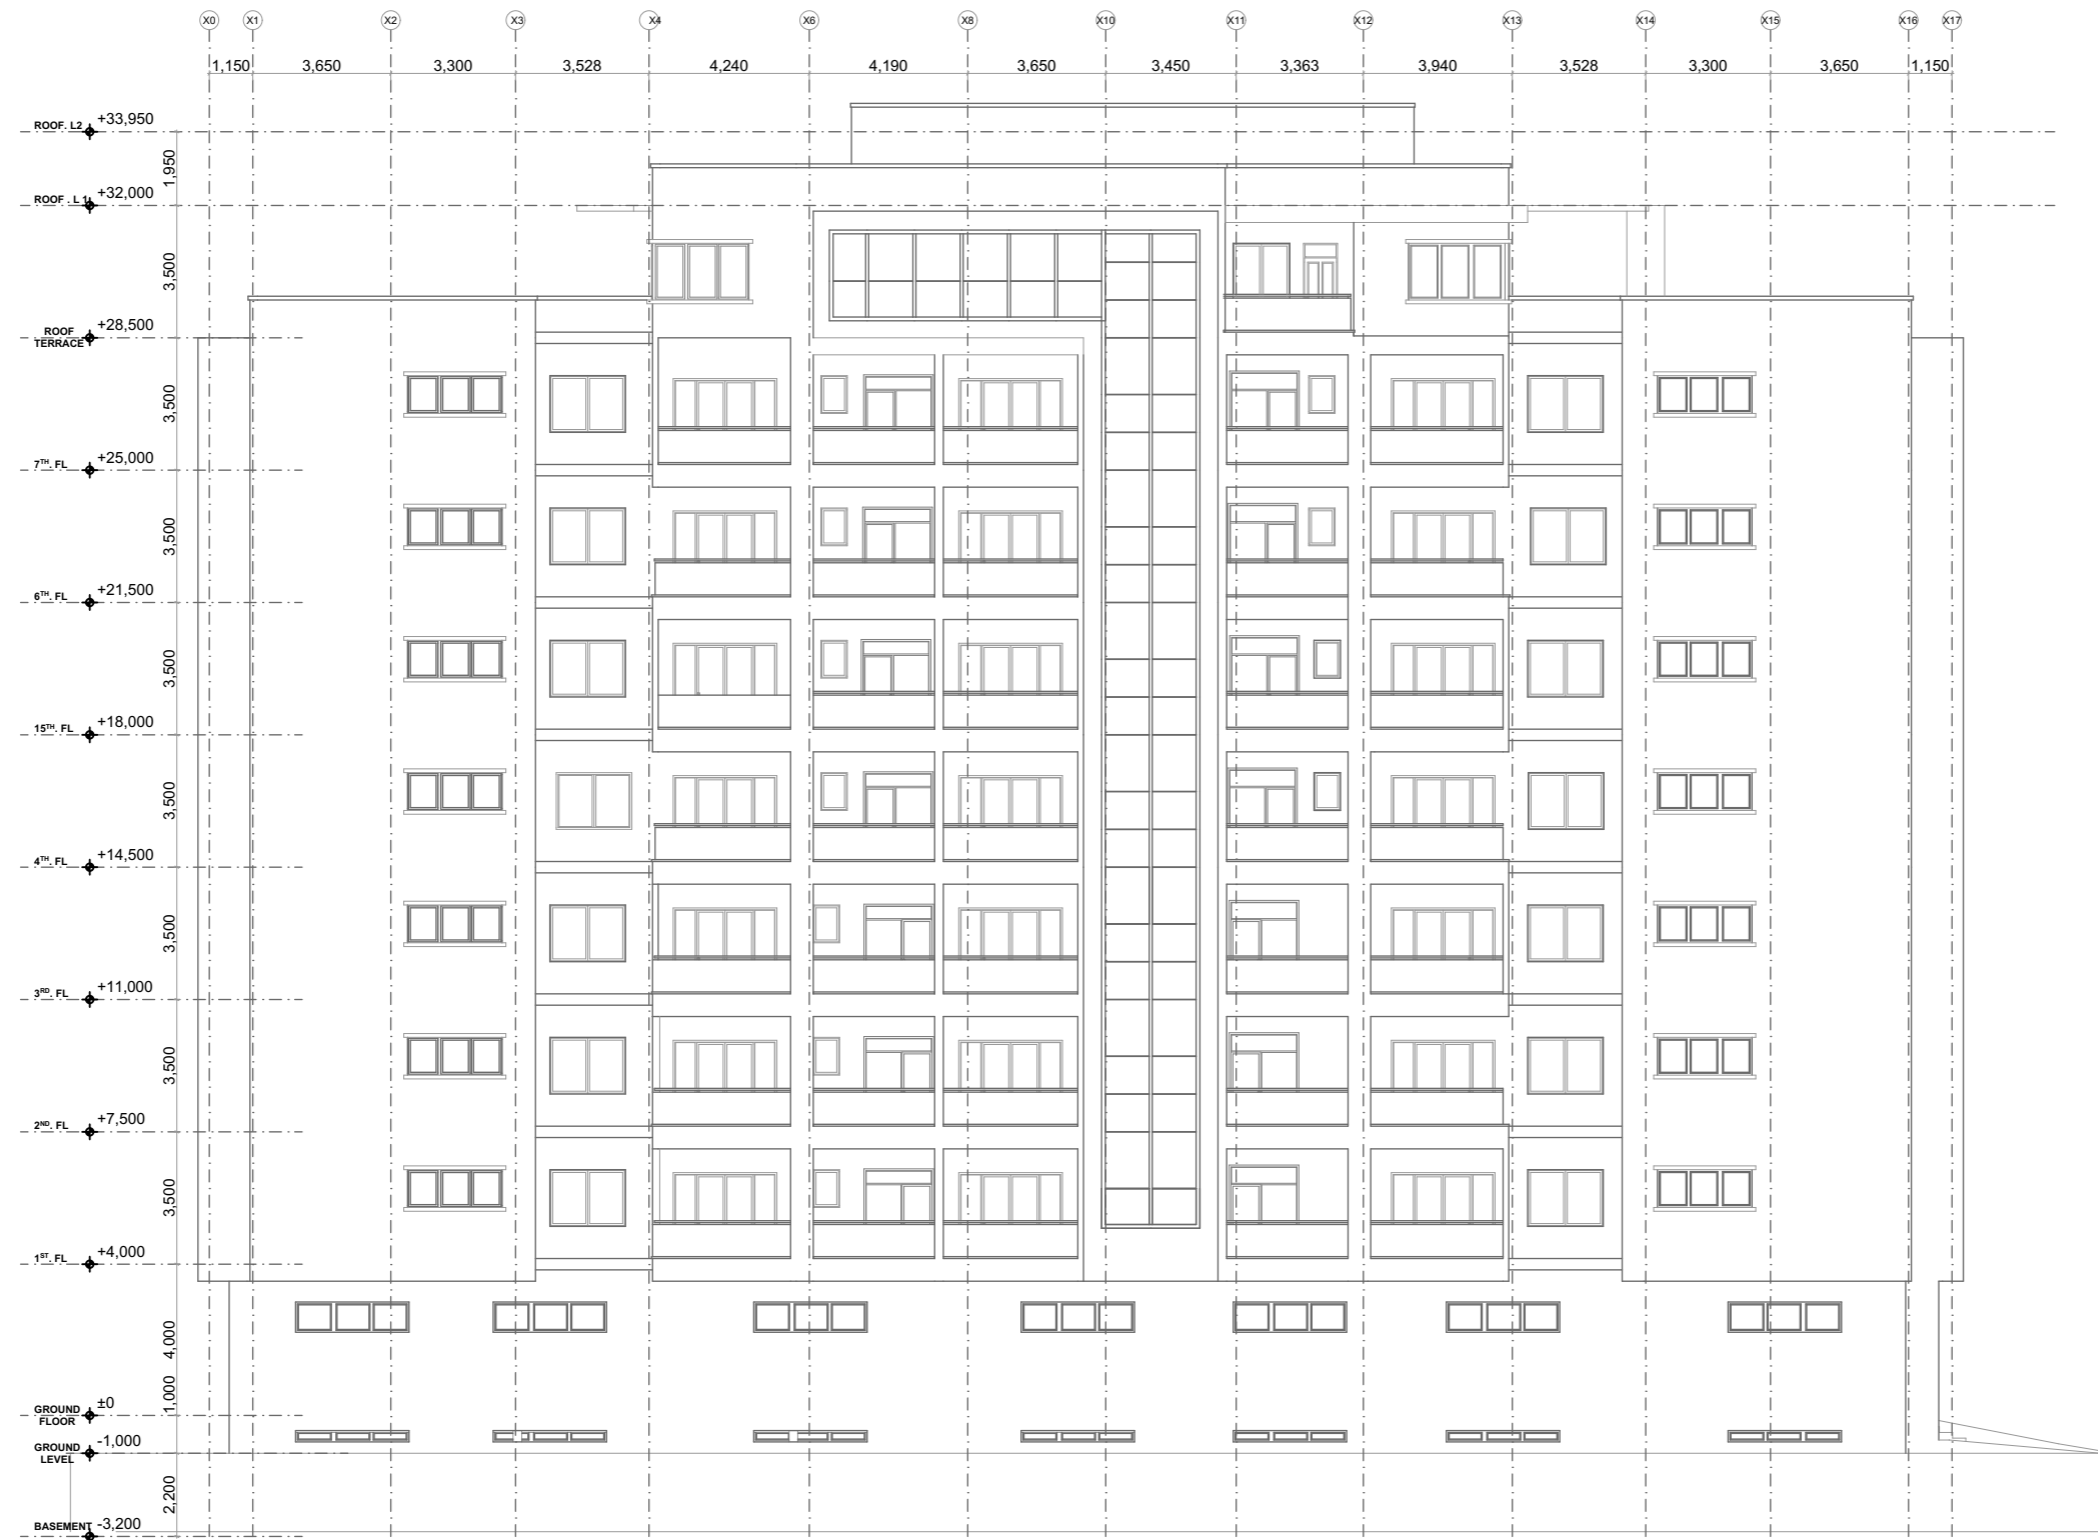 X0 X1 X2 X3 X4 X6 X8 X10 X11 X12 X13 X14 X15 X16 X17
1,150 3,650 3,300 3,528 4,240 4,190 3,650 3,450 3,363 3,940 3,528 3,300 3,650 1,150
ROOF. L2 +33,950
1,950
ROOF . L 1 +32,000
3,500
ROOF TERRACE +28,500
3,500
7TH. FL +25,000
3,500
6TH. FL +21,500
3,500
15TH. FL +18,000
3,500
4TH. FL +14,500
3,500
3RD. FL +11,000
3,500
2ND. FL +7,500
3,500
1ST. FL +4,000
4,000
GROUND FLOOR ±0
1,000
GROUND LEVEL -1,000
2,200
BASEMENT -3,200